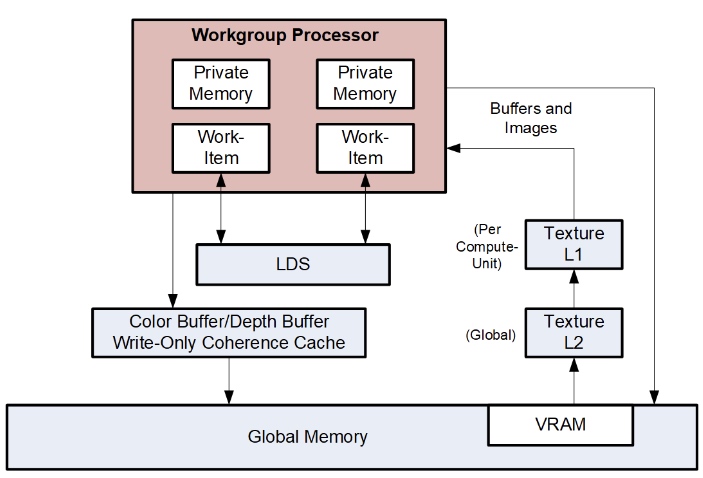 Workgroup Processor
Private
Memory
Private
Memory
Work-
Item
Work-
Item
Buffers and
Images
LDS
(Per
Compute-
Unit)
Texture
L1
Color Buffer/Depth Buffer
Write-Only Coherence Cache
(Global)
Texture
L2
Global Memory
VRAM